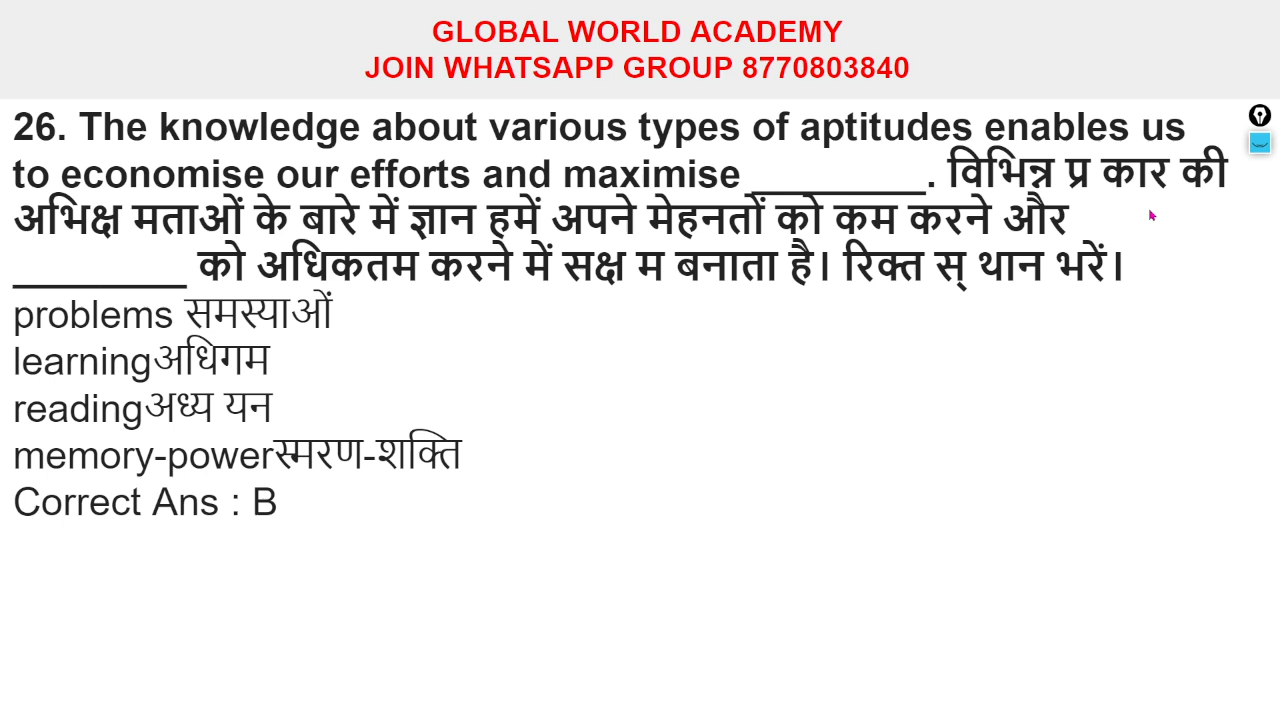 GLOBAL WORLD ACADEMY
JOIN WHATSAPP GROUP 8770803840
26. The knowledge about various types of aptitudes enables us
to economise our efforts and maximise ________. विभिन्न प्र कार की
अभिक्ष मताओं के बारे में ज्ञान हमें अपने मेहनतों को कम करने और
________ को अधिकतम करने में सक्ष म बनाता है। रिक्त स् थान भरें।
problems समस्याओं
learningअधिगम
readingअध्य यन
memory-powerस्मरण-शक्ति
Correct Ans : B